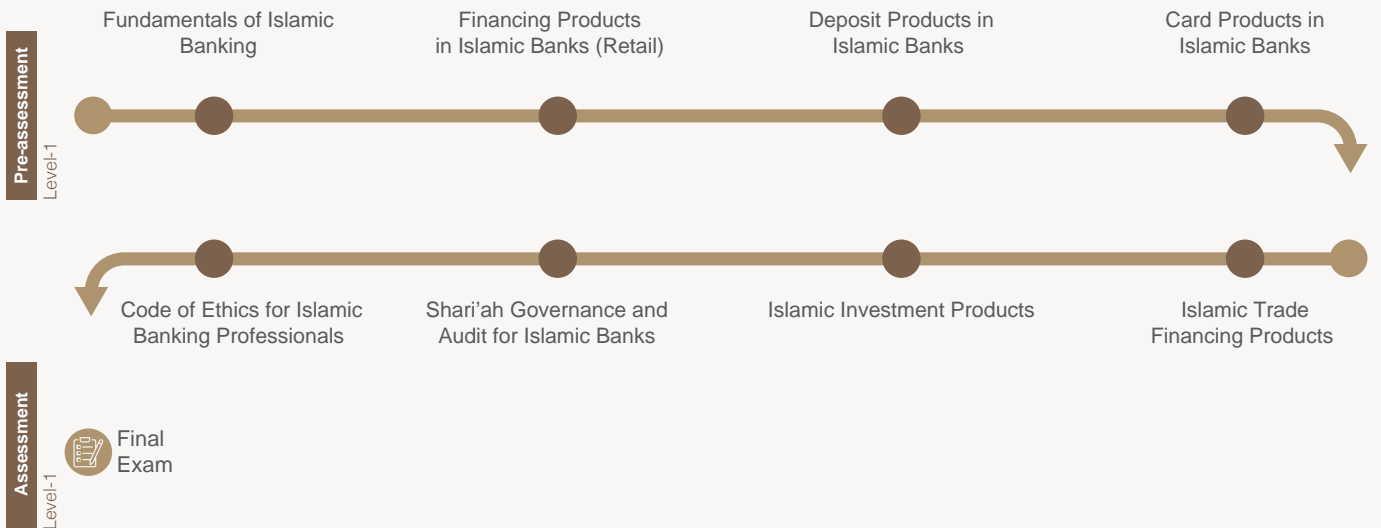 Pre-assessment
Level-1
Fundamentals of Islamic
Banking
Financing Products
in Islamic Banks (Retail)
Deposit Products in
Islamic Banks
Card Products in
Islamic Banks
Islamic Trade
Financing Products
Islamic Investment Products
Shari’ah Governance and
Audit for Islamic Banks
Code of Ethics for Islamic
Banking Professionals
Assessment
Level-1
Final
Exam